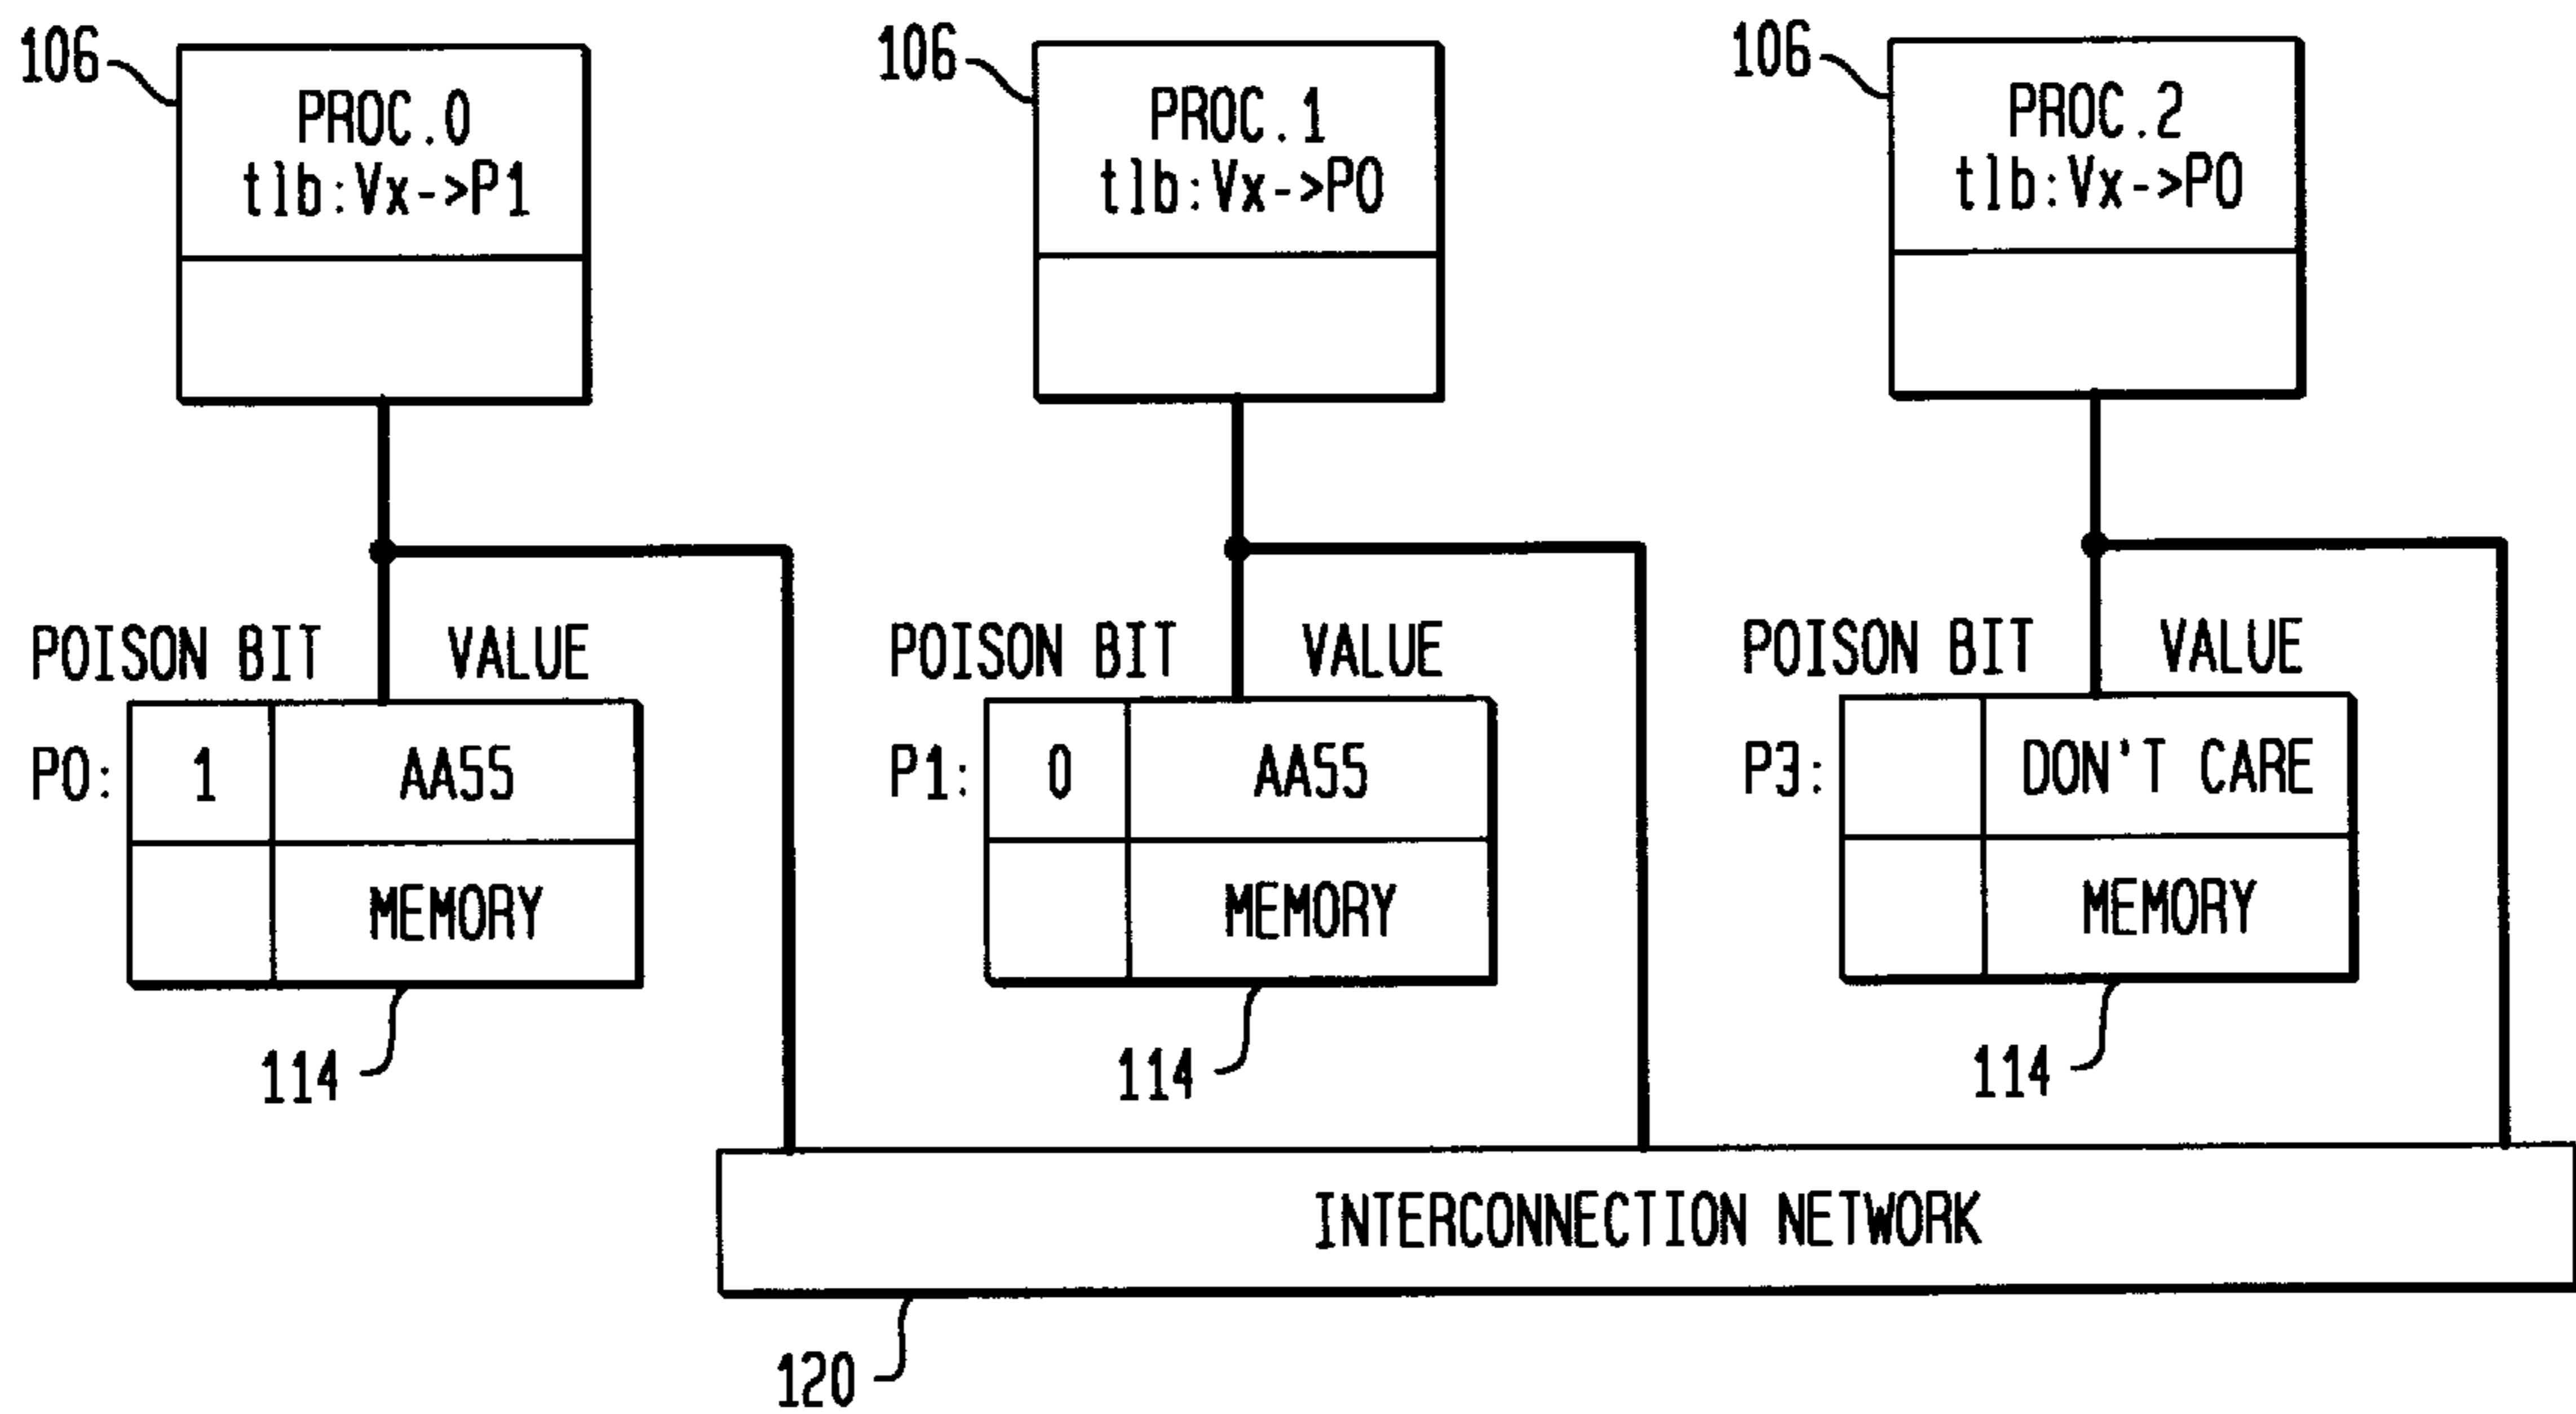 106
PROC.0
tlb:Vx->P1
106
PROC.1
tlb:Vx->P0
106
PROC.2
tlb:Vx->P0
POISON BIT VALUE
P0: 1 AA55
MEMORY
114
POISON BIT VALUE
P1: 0 AA55
MEMORY
114
POISON BIT VALUE
P3: DON'T CARE
MEMORY
114
INTERCONNECTION NETWORK
120